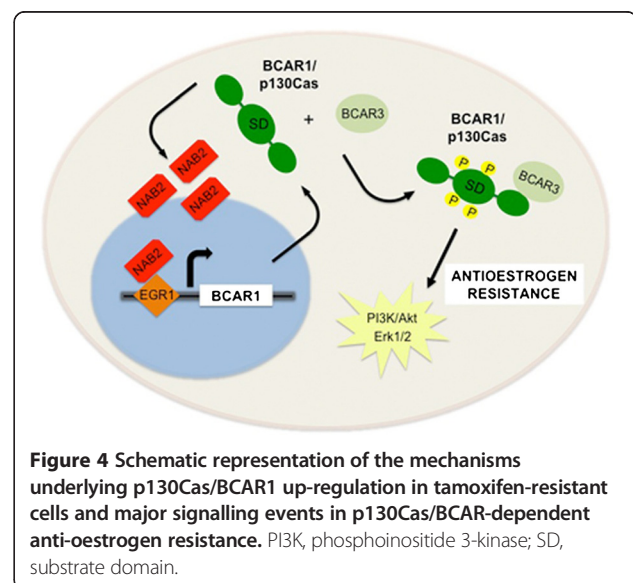 BCAR1/
p130Cas
SD
+
BCAR3
BCAR1/
p130Cas
P
P
SD
BCAR3
P
P
NAB2
NAB2
NAB2
NAB2
EGR1
BCAR1
ANTIOESTROGEN
RESISTANCE
PI3K/Akt
Erk1/2
Figure 4 Schematic representation of the mechanisms
underlying p130Cas/BCAR1 up-regulation in tamoxifen-resistant
cells and major signalling events in p130Cas/BCAR-dependent
anti-oestrogen resistance. PI3K, phosphoinositide 3-kinase; SD,
substrate domain.